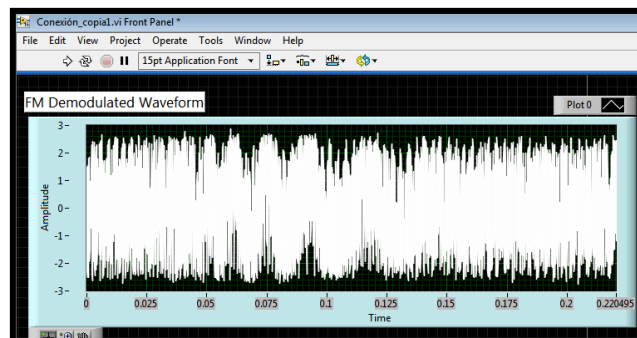 Conexión_copia1.vi Front Panel *
File Edit View Project Operate Tools Window Help
15pt Application Font
FM Demodulated Waveform
Plot 0
3
2
1
0
-1
-2
-3
Amplitude
0 0.025 0.05 0.075 0.1 0.125 0.15 0.175 0.2 0.220495
Time